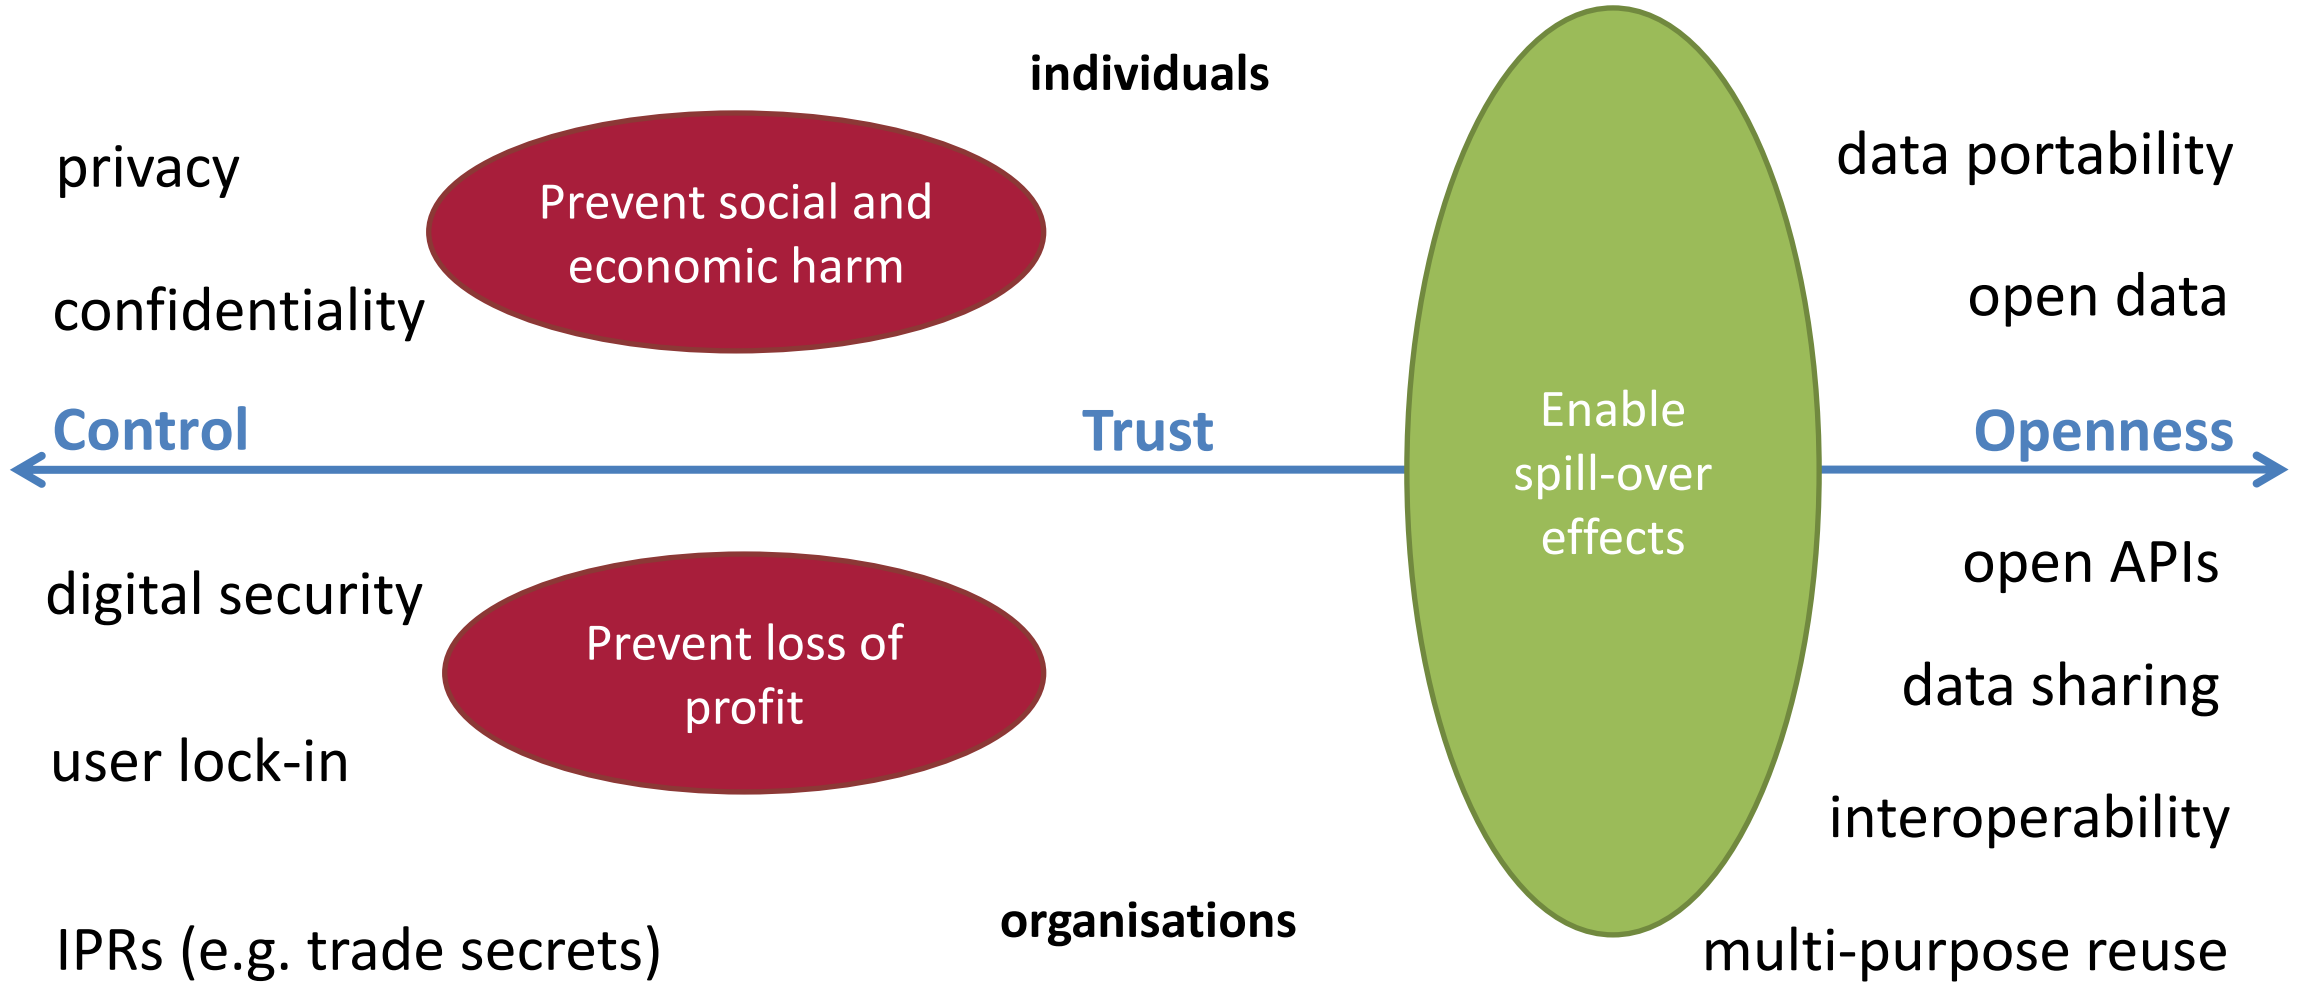 individuals
privacy
confidentiality
Prevent social and
economic harm
data portability
open data
Control
Trust
Enable
spill-over
effects
Openness
digital security
user lock-in
IPRs (e.g. trade secrets)
Prevent loss of
profit
organisations
open APIs
data sharing
interoperability
multi-purpose reuse